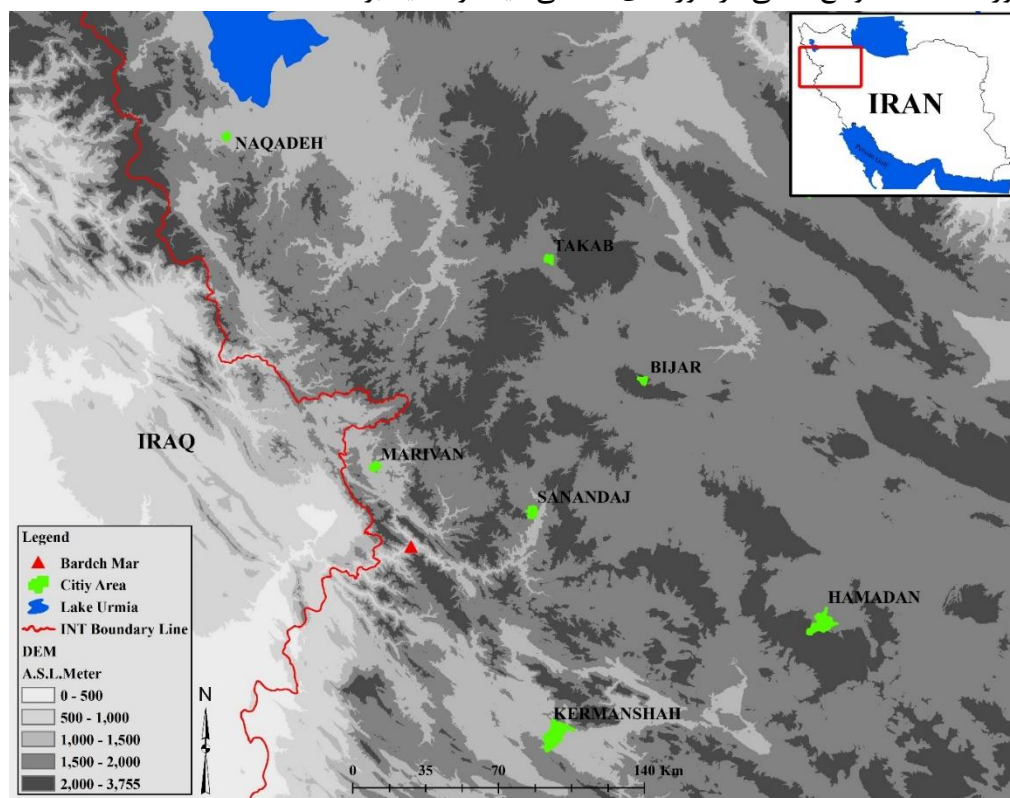 IRAN
Persian Gulf
NAQADEH
TAKAB
BIJAR
IRAQ
MARIVAN
SANANDAJ
HAMADAN
KERMANSHAH
Legend
Bardch Mar
Citiy Area
Lake Urmia
INT Boundary Line
DEM
A.S.L.Meter
0 - 500
500 - 1,000
1,000 - 1,500
1,500 - 2,000
2,000 - 3,755
N
0 35 70 140 Km